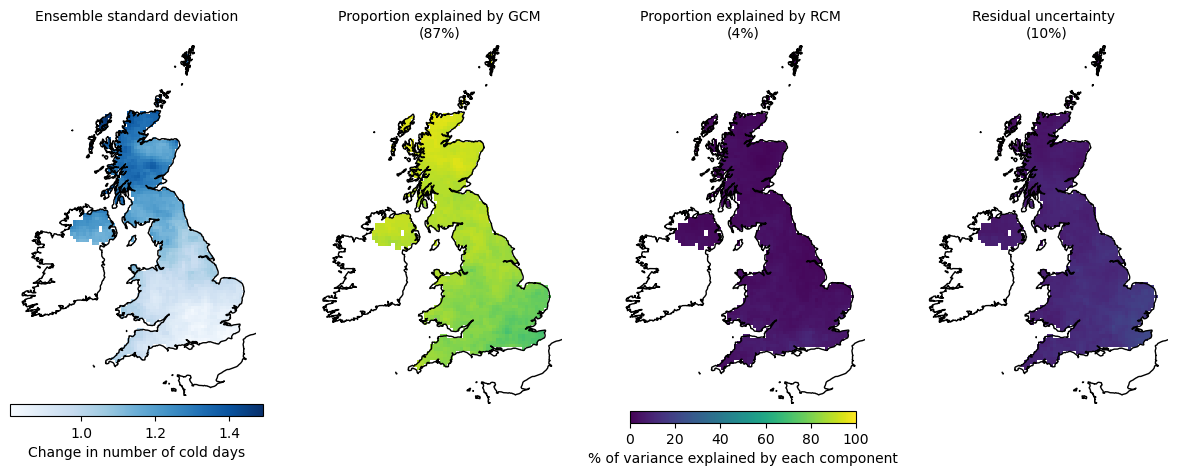 Ensemble standard deviation
Proportion explained by GCM
(87%)
Proportion explained by RCM
(4%)
Residual uncertainty
(10%)
1.0 1.2 1.4
Change in number of cold days
0 20 40 60 80 100
% of variance explained by each component